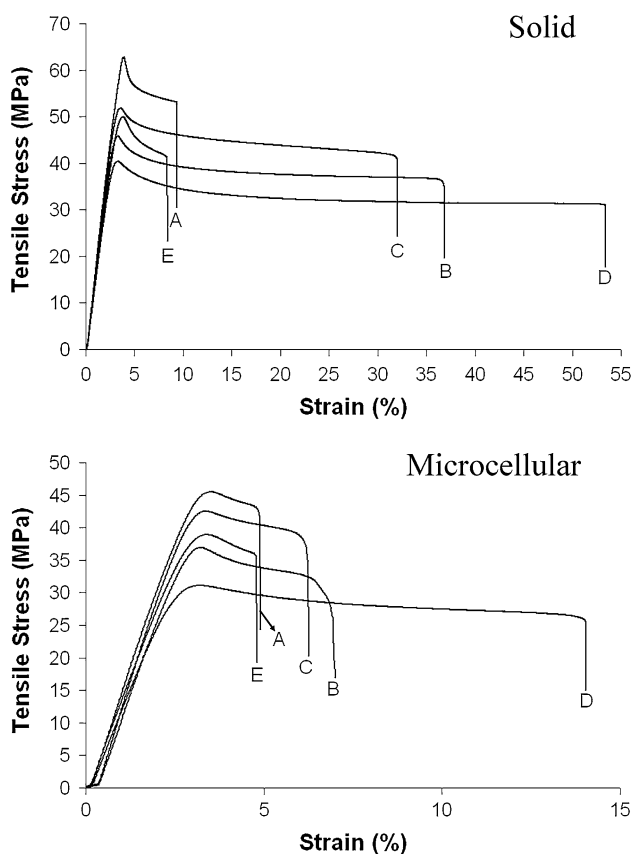 Solid
Tensile Stress (MPa)
70
60
50
40
30
20
10
0
A
E
C
B
D
0 5 10 15 20 25 30 35 40 45 50 55
Strain (%)
Microcellular
Tensile Stress (MPa)
50
45
40
35
30
25
20
15
10
5
0
A
E
C
B
D
0 5 10 15
Strain (%)